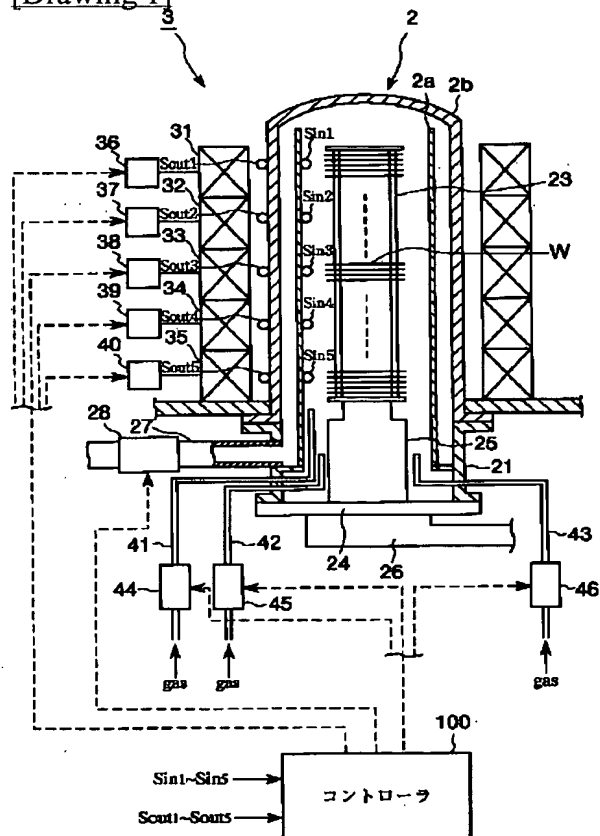 [Drawing 1]
3
2
2a
2b
36
31
Sout1
Sin1
37
32
Sout2
Sin2
23
38
33
Sout3
Sin3
W
39
34
Sout4
Sin4
40
35
Sout5
Sin5
28
27
25
21
41
42
24
26
43
44
45
46
gas
gas
gas
100
Sin1~Sin5
コントローラ
Sout1~Sout5